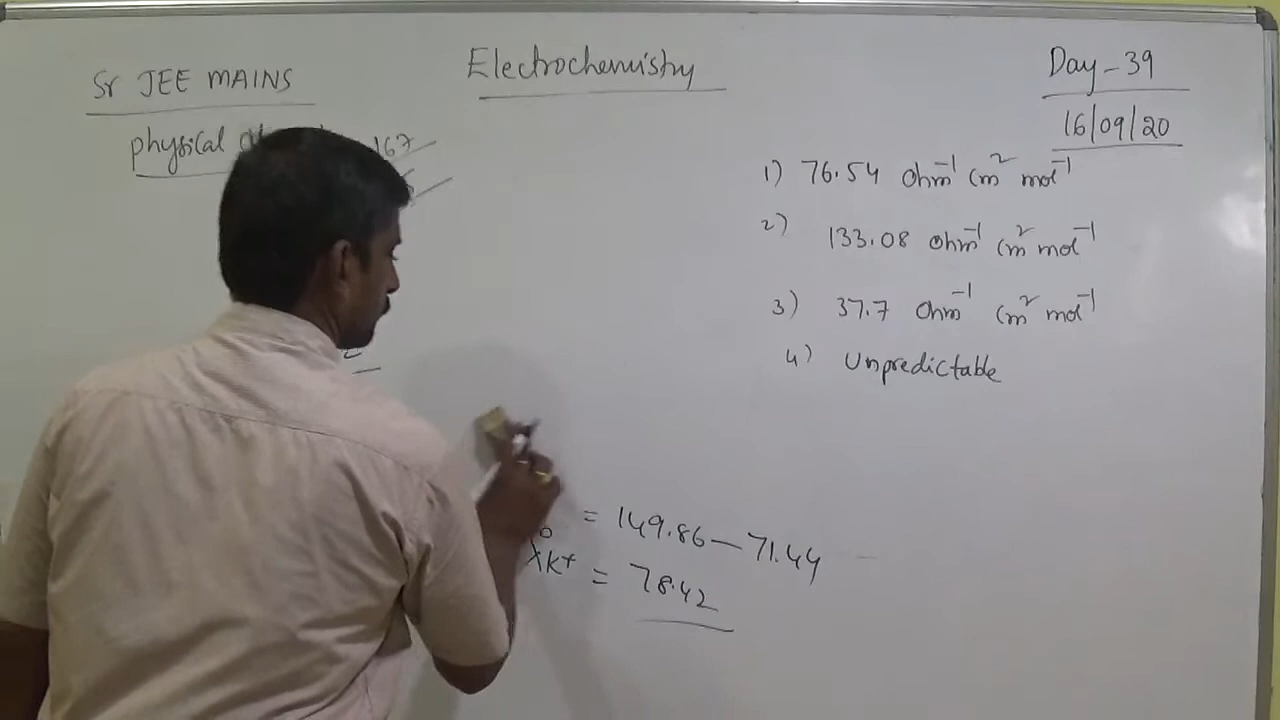 Sr JEE MAINS
Electrochemistry
Day-39
16/09/20
physical
167
1) 76.54 Ohm⁻¹ cm² mol⁻¹
2) 133.08 ohm⁻¹ cm² mol⁻¹
3) 37.7 Ohm⁻¹ cm² mol⁻¹
4) Unpredictable
= 149.86 - 71.44
λ°K⁺ = 78.42